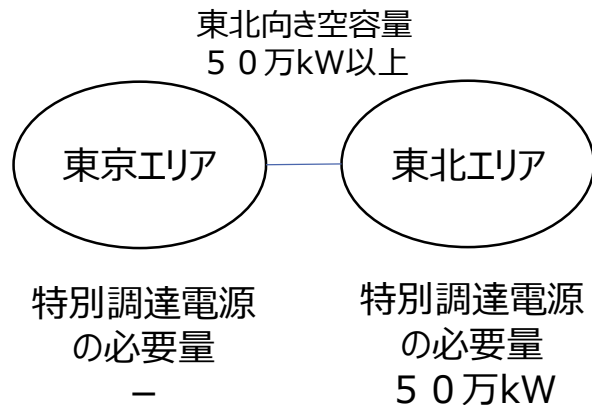 東北向き空容量
５０万kW以上
東京エリア
東北エリア
特別調達電源
の必要量
－
特別調達電源
の必要量
５０万kW